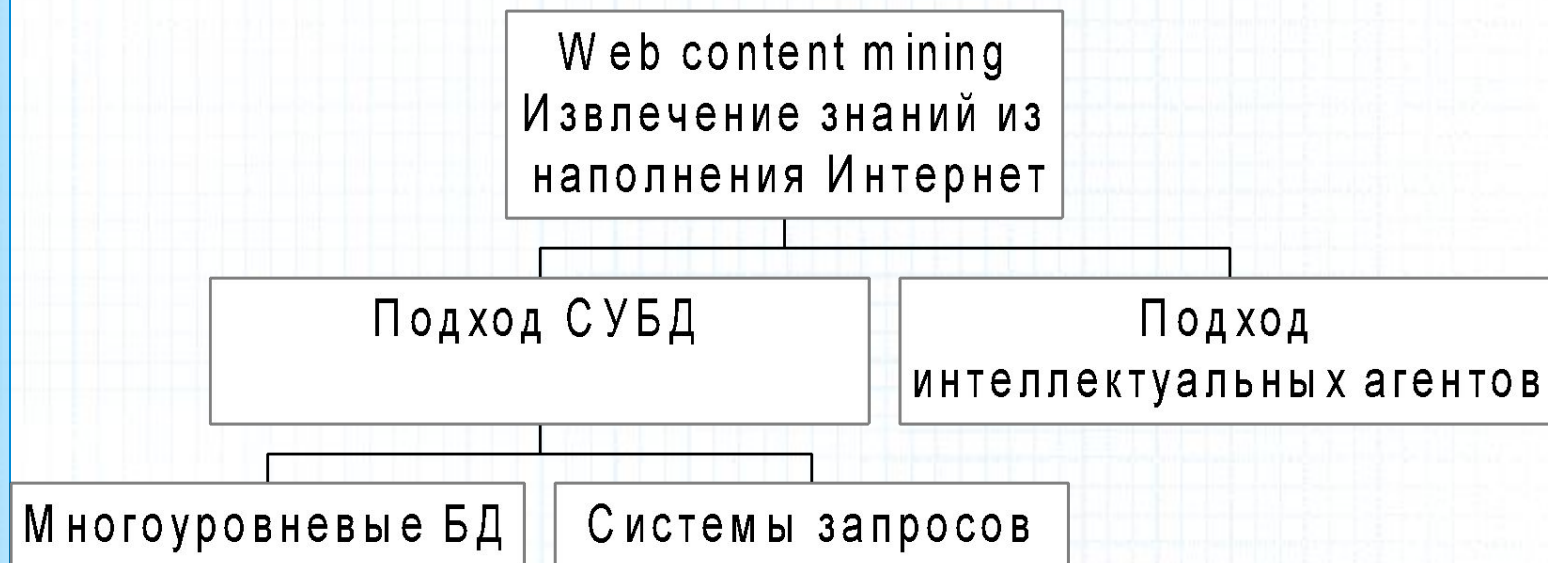 Web content mining
Извлечение знаний из
наполнения Интернет
Подход СУБД
Подход
интеллектуальных агентов
Многоуровневые БД
Системы запросов